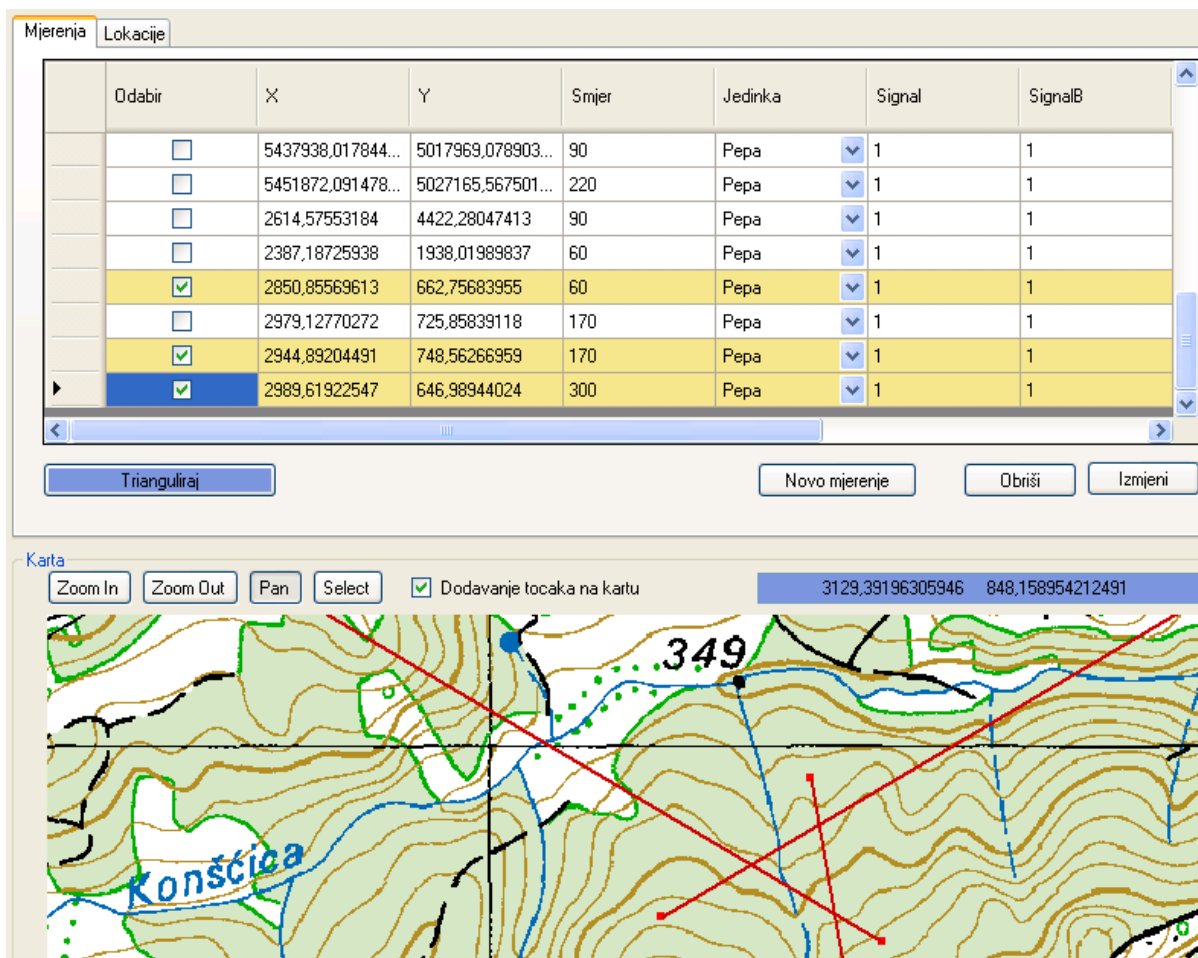 Mjerenja Lokacije
Odabir X Y Smjer Jedinka Signal SignalB
5437938,017844... 5017969,078903... 90 Pepa 1 1
5451872,091478... 5027165,567501... 220 Pepa 1 1
2614,57553184 4422,28047413 90 Pepa 1 1
2387,18725938 1938,01989837 60 Pepa 1 1
2850,85569613 662,75683955 60 Pepa 1 1
2979,12770272 725,85839118 170 Pepa 1 1
2944,89204491 748,56266959 170 Pepa 1 1
2989,61922547 646,98944024 300 Pepa 1 1
Trianguliraj Novo mjerenje Obriši Izmjeni
Karta
Zoom In Zoom Out Pan Select Dodavanje tocaka na kartu 3129,39196305946 848,158954212491
349
Konšćica